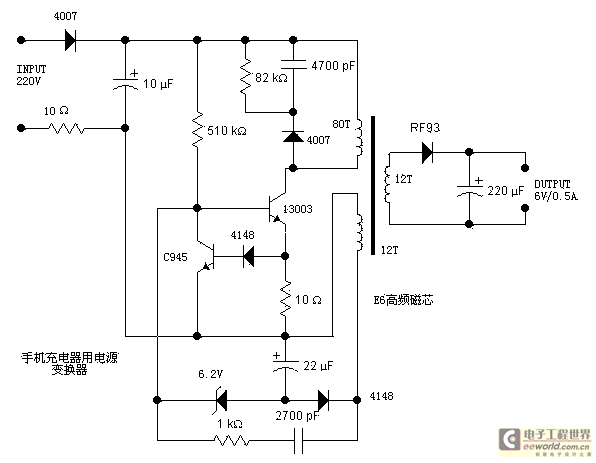 4007
INPUT
220V
10 µF
10 Ω
82 kΩ
4700 pF
510 kΩ
4007
80T
RF93
12T
220 µF
DUTPUT
6V/0.5A
13003
C945
4148
10 Ω
12T
E6高频磁芯
手机充电器用电源
变换器
22 µF
6.2V
4148
2700 pF
1 kΩ
电子工程世界
eeworld.com.cn